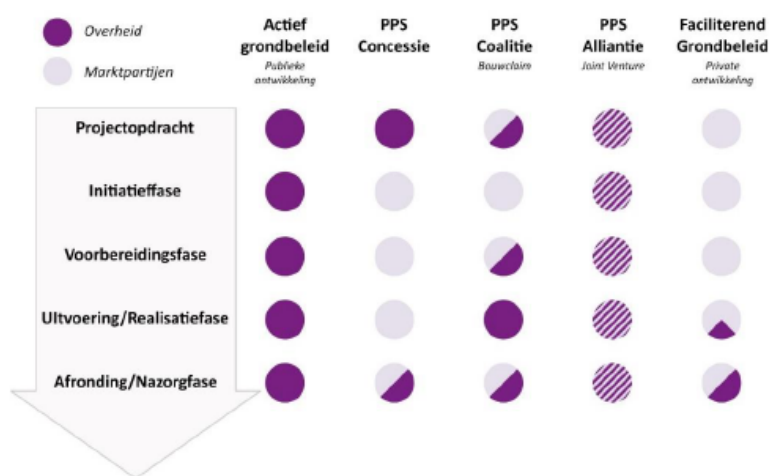 Overheid
Marktpartijen
Actief
grondbeleid
Publieke
ontwikkeling
PPS
Concessie
PPS
Coalitie
Bouwclaim
PPS
Alliantie
Joint Venture
Faciliterend
Grondbeleid
Private
ontwikkeling
Projectopdracht
Initiatieffase
Voorbereidingsfase
UItvoering/Realisatiefase
Afronding/Nazorgfase